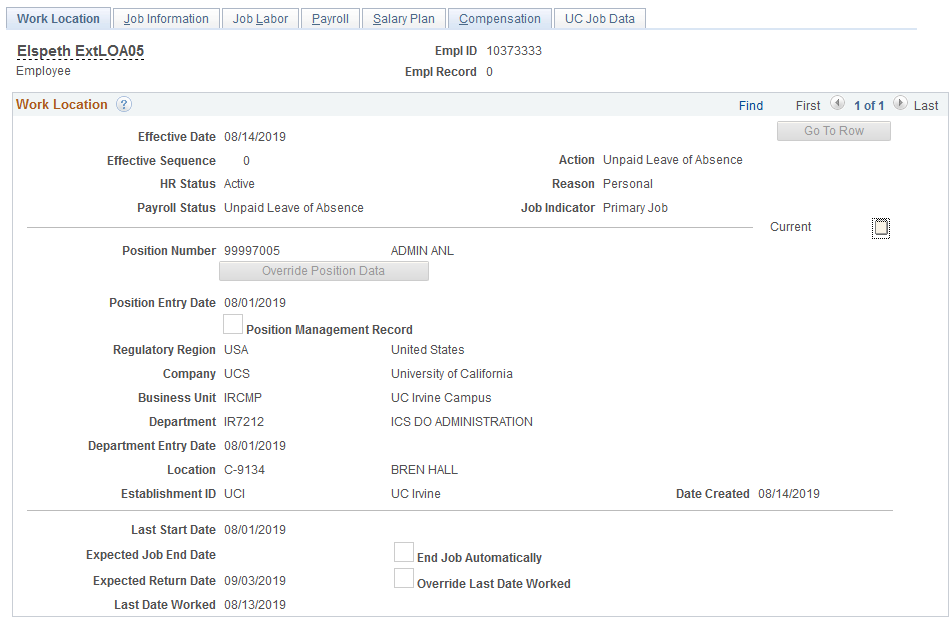 Work Location Job Information Job Labor Payroll Salary Plan Compensation UC Job Data
Elspeth ExtLOA05 Empl ID 10373333
Employee Empl Record 0
Work Location ? Find First 1 of 1 Last
Go To Row
Effective Date 08/14/2019
Effective Sequence 0 Action Unpaid Leave of Absence
HR Status Active Reason Personal
Payroll Status Unpaid Leave of Absence Job Indicator Primary Job
Current
Position Number 99997005 ADMIN ANL
Override Position Data
Position Entry Date 08/01/2019
Position Management Record
Regulatory Region USA United States
Company UCS University of California
Business Unit IRCMP UC Irvine Campus
Department IR7212 ICS DO ADMINISTRATION
Department Entry Date 08/01/2019
Location C-9134 BREN HALL
Establishment ID UCI UC Irvine Date Created 08/14/2019
Last Start Date 08/01/2019
Expected Job End Date End Job Automatically
Expected Return Date 09/03/2019 Override Last Date Worked
Last Date Worked 08/13/2019